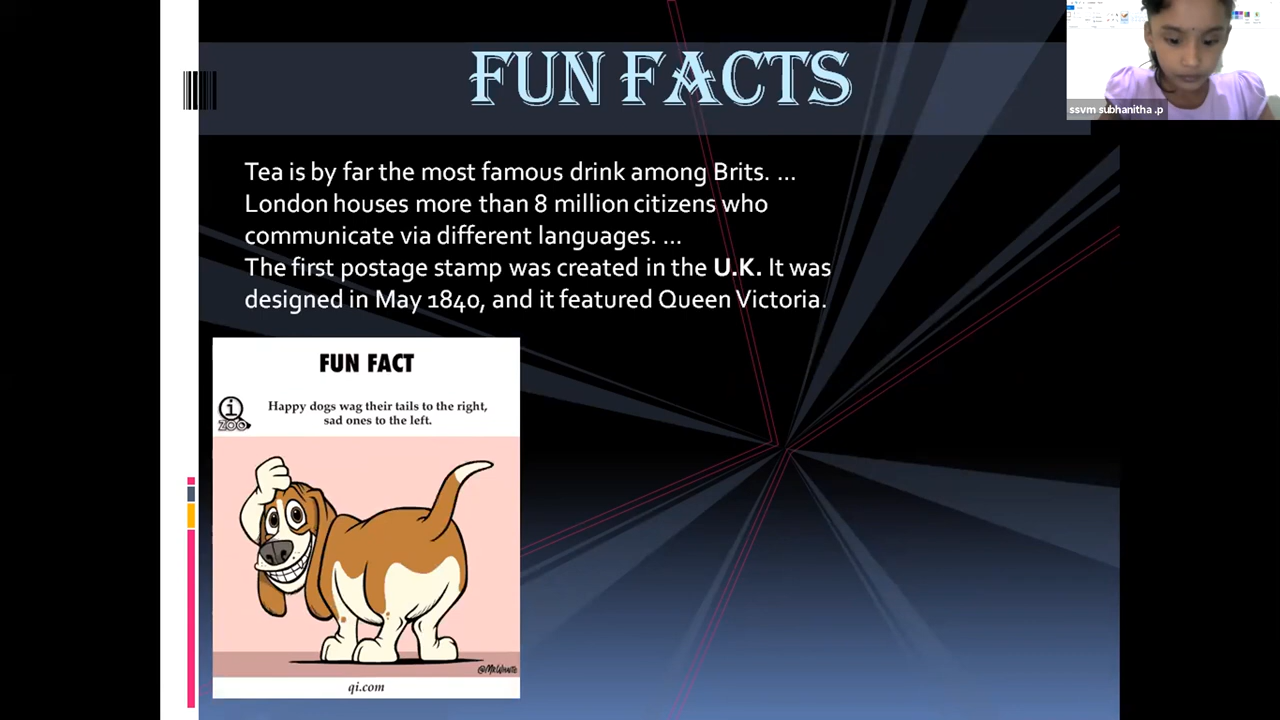 FUN FACTS
ssvm subhanitha .p
Tea is by far the most famous drink among Brits. ...
London houses more than 8 million citizens who
communicate via different languages. ...
The first postage stamp was created in the U.K. It was
designed in May 1840, and it featured Queen Victoria.
FUN FACT
Happy dogs wag their tails to the right,
sad ones to the left.
i
ZOO
@MrWhaite
qi.com